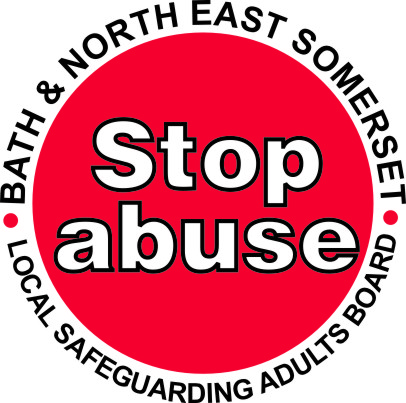 BATH & NORTH EAST SOMERSET
Stop
abuse
LOCAL SAFEGUARDING ADULTS BOARD